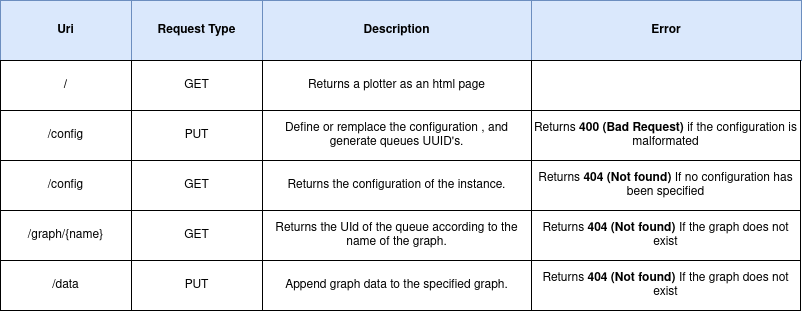 Uri Request Type Description Error
/ GET Returns a plotter as an html page
/config PUT Define or remplace the configuration , and generate queues UUID's. Returns 400 (Bad Request) if the configuration is malformated
/config GET Returns the configuration of the instance. Returns 404 (Not found) If no configuration has been specified
/graph/{name} GET Returns the UId of the queue according to the name of the graph. Returns 404 (Not found) If the graph does not exist
/data PUT Append graph data to the specified graph. Returns 404 (Not found) If the graph does not exist